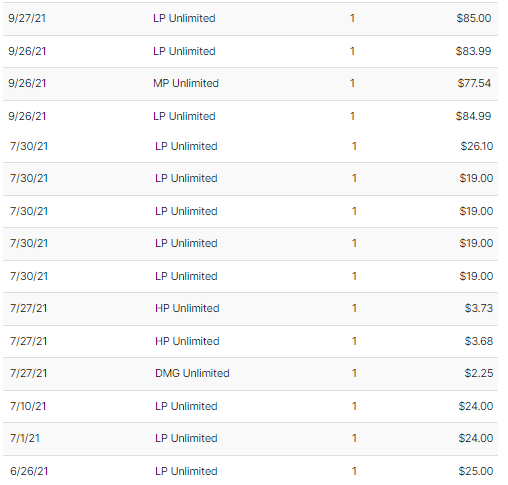 9/27/21 LP Unlimited 1 $85.00
9/26/21 LP Unlimited 1 $83.99
9/26/21 MP Unlimited 1 $77.54
9/26/21 LP Unlimited 1 $84.99
7/30/21 LP Unlimited 1 $26.10
7/30/21 LP Unlimited 1 $19.00
7/30/21 LP Unlimited 1 $19.00
7/30/21 LP Unlimited 1 $19.00
7/30/21 LP Unlimited 1 $19.00
7/27/21 HP Unlimited 1 $3.73
7/27/21 HP Unlimited 1 $3.68
7/27/21 DMG Unlimited 1 $2.25
7/10/21 LP Unlimited 1 $24.00
7/1/21 LP Unlimited 1 $24.00
6/26/21 LP Unlimited 1 $25.00